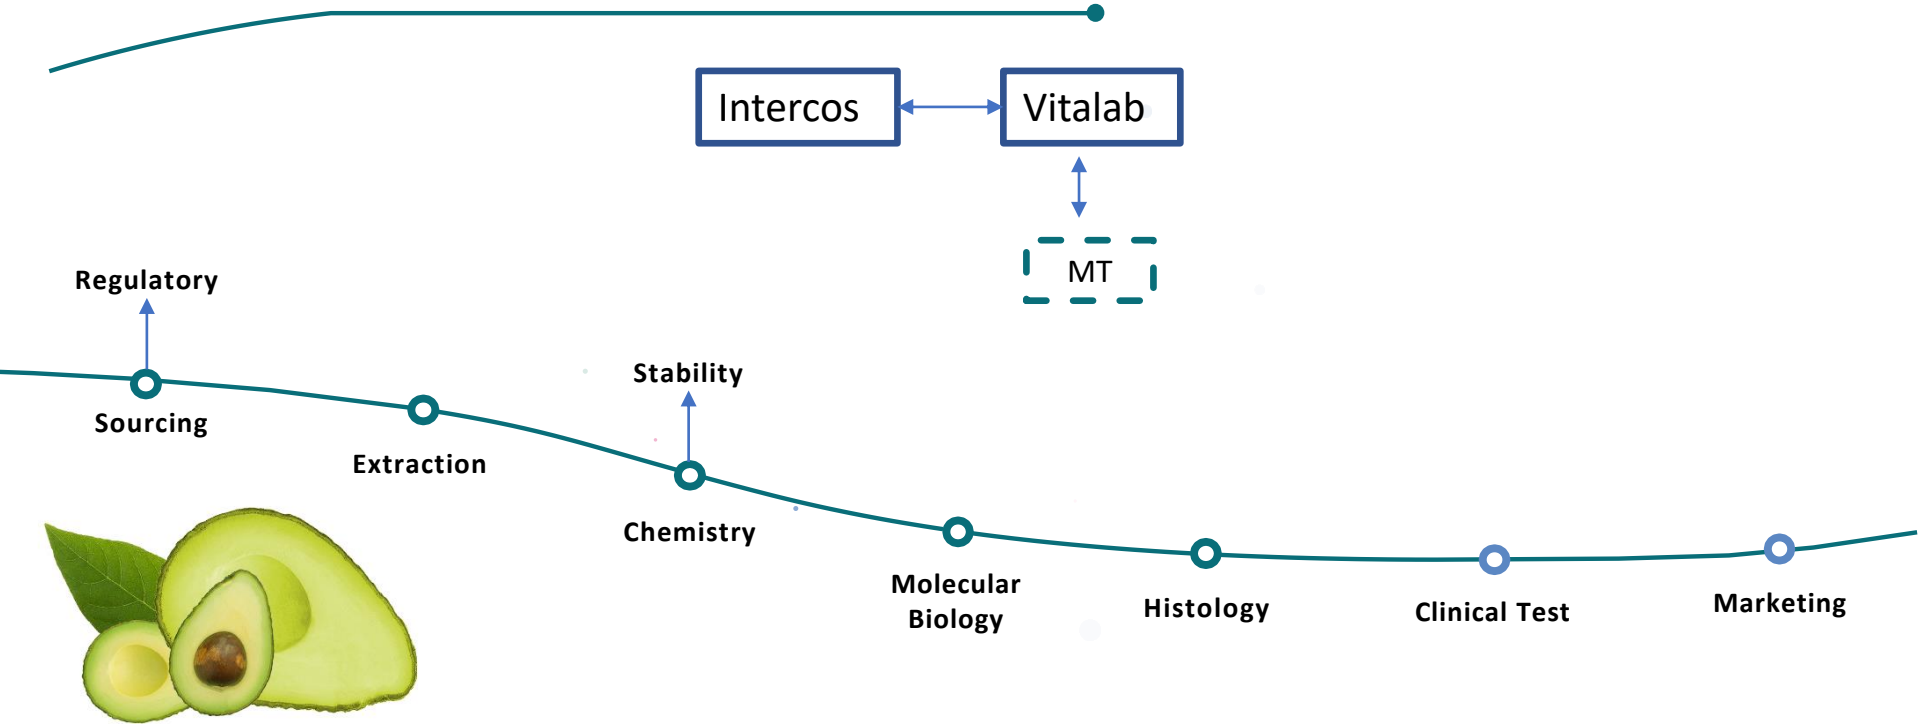 Intercos
Vitalab
MT
Regulatory
Stability
Sourcing
Extraction
Chemistry
Molecular
Biology
Histology
Clinical Test
Marketing